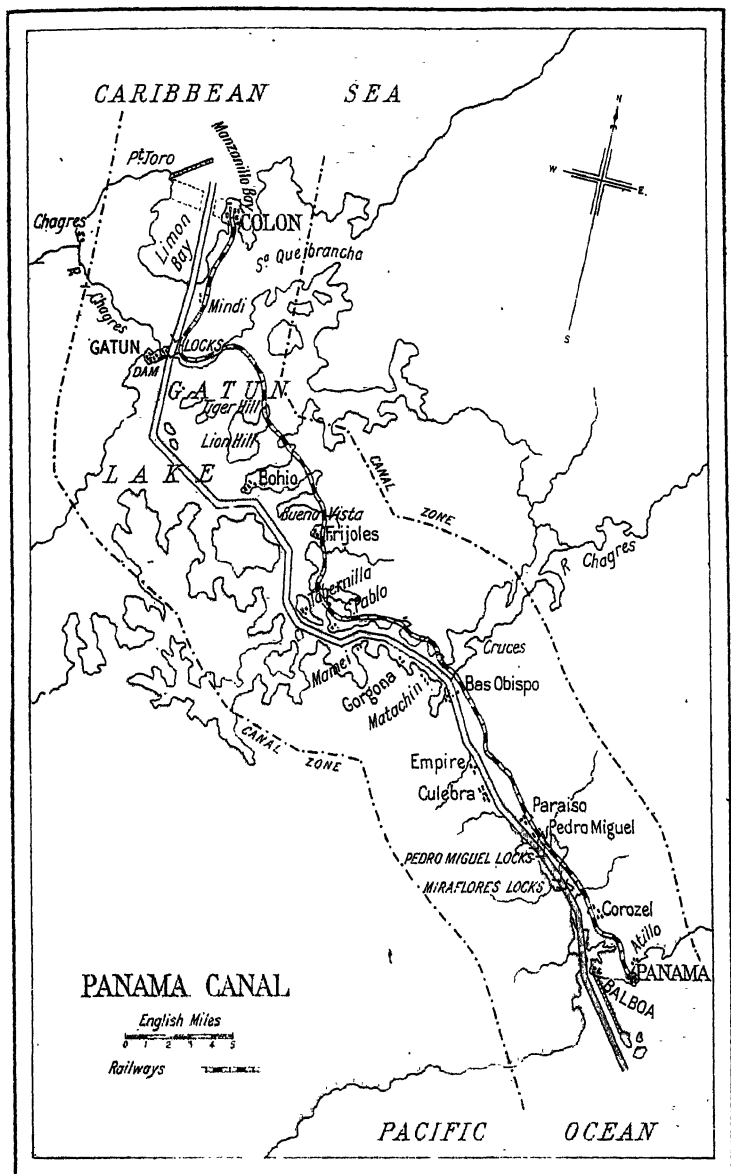 CARIBBEAN SEA
Pt. Toro
Manzanilla Bay
COLON
Chagres
Limon Bay
Sa. Queibrancha
R. Chagres
Mindi
GATUN
LOCKS
DAM
GATUN
Tiger Hill
Lion Hill
LAKE
Bohio
CANAL ZONE
Buena Vista
Frijoles
R Chagres
Tabernilla
S. Pablo
Cruces
Mamei
Gorgona
Matachin
Bas Obispo
CANAL ZONE
Empire
Culebra
Paraiso
Pedro Miguel
PEDRO MIGUEL LOCKS
MIRAFLORES LOCKS
Corozel
Atillo
PANAMA
BALBOA
PANAMA CANAL
English Miles
0 1 2 3 4 5
Railways
PACIFIC OCEAN
N
W
E.
S